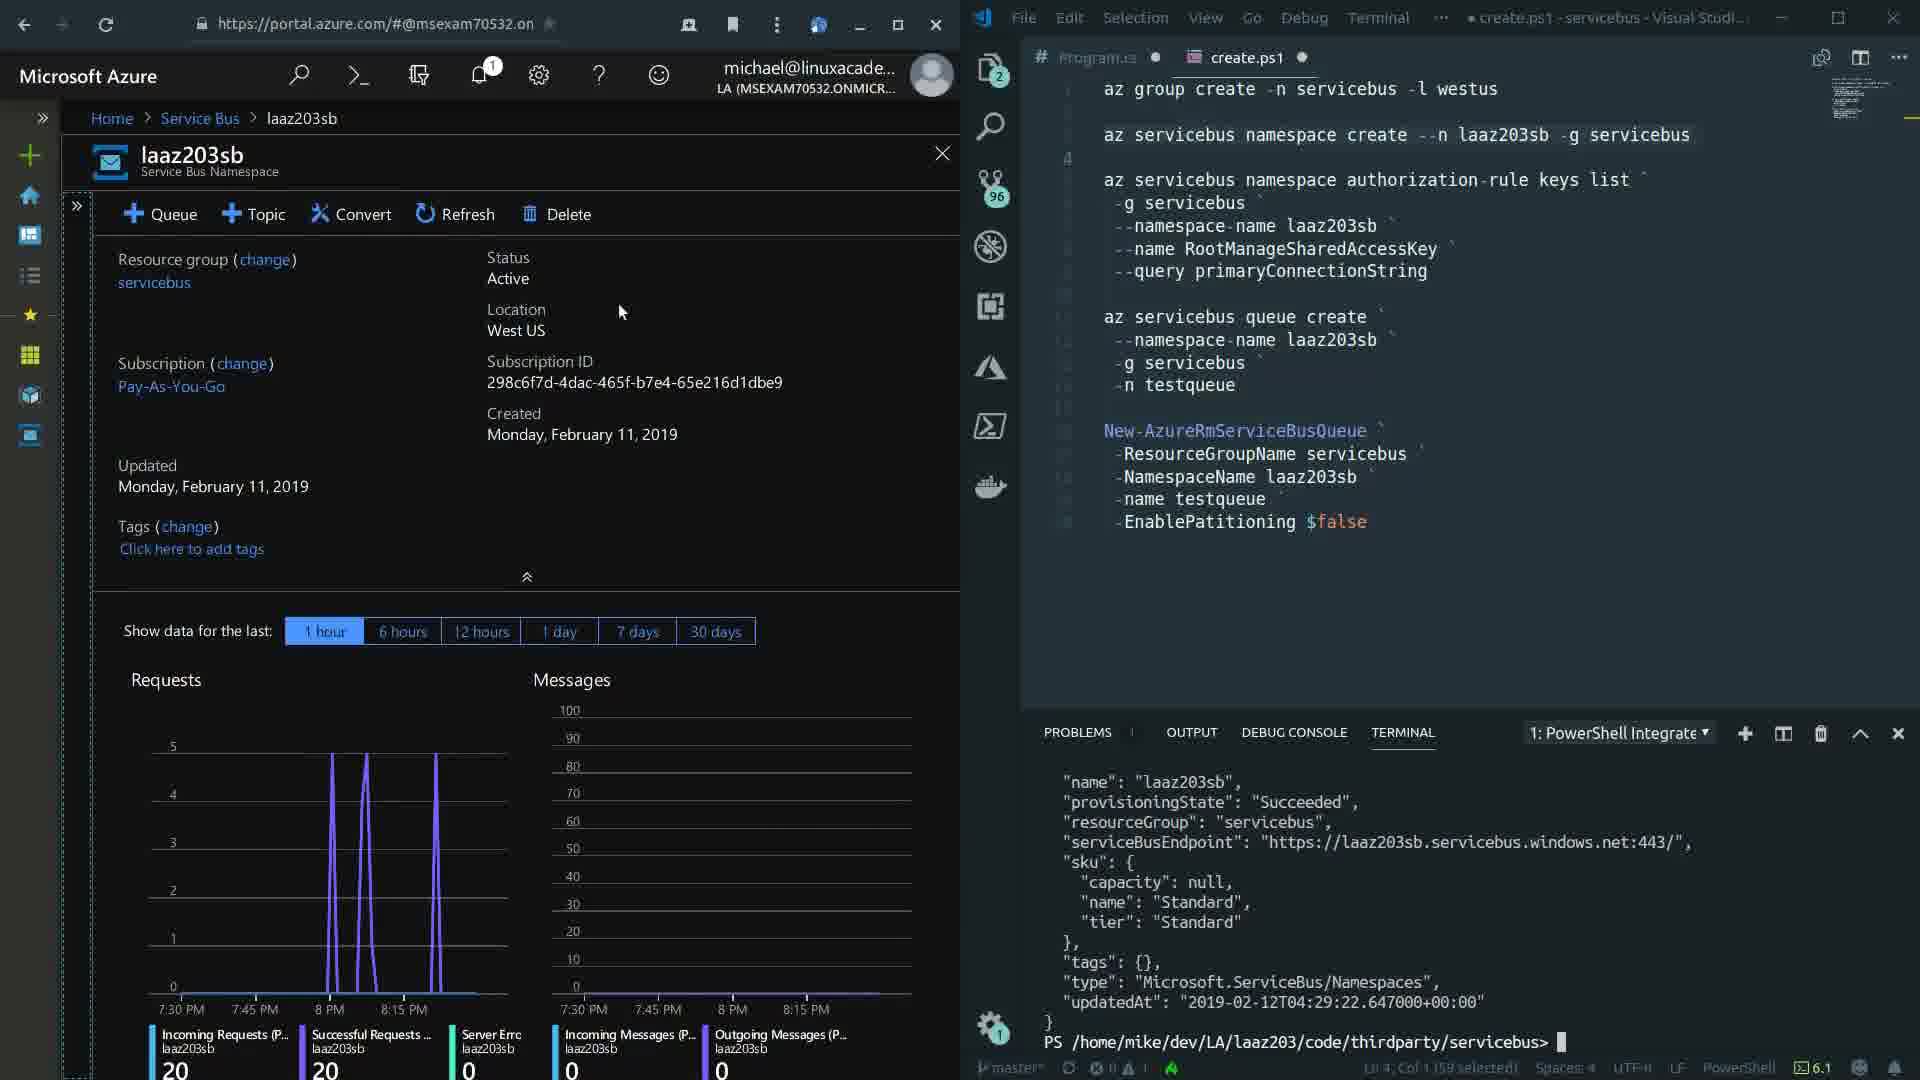 https://portal.azure.com/#@msexam70532.on
Microsoft Azure
1
michael@linuxacade...
LA (MSEXAM70532.ONMICR...
Home > Service Bus > laaz203sb
laaz203sb
Service Bus Namespace
Queue
Topic
Convert
Refresh
Delete
Resource group (change)
servicebus
Status
Active
Location
West US
Subscription (change)
Pay-As-You-Go
Subscription ID
298c6f7d-4dac-465f-b7e4-65e216d1dbe9
Created
Monday, February 11, 2019
Updated
Monday, February 11, 2019
Tags (change)
Click here to add tags
Show data for the last:
1 hour
6 hours
12 hours
1 day
7 days
30 days
Requests
5
4
3
2
1
0
7:30 PM
7:45 PM
8 PM
8:15 PM
Incoming Requests (P...
laaz203sb
20
Successful Requests ...
laaz203sb
20
Server Erro
laaz203sb
0
Messages
100
90
80
70
60
50
40
30
20
10
0
7:30 PM
7:45 PM
8 PM
8:15 PM
Incoming Messages (P...
laaz203sb
0
Outgoing Messages (P...
laaz203sb
0
File Edit Selection View Go Debug Terminal ... ● create.ps1 - servicebus - Visual Studi...
# Program.cs ●
create.ps1 ●
2
96
1
az group create -n servicebus -l westus
az servicebus namespace create --n laaz203sb -g servicebus
4
az servicebus namespace authorization-rule keys list `
-g servicebus `
--namespace-name laaz203sb `
--name RootManageSharedAccessKey `
--query primaryConnectionString
az servicebus queue create `
--namespace-name laaz203sb `
-g servicebus `
-n testqueue
New-AzureRmServiceBusQueue `
-ResourceGroupName servicebus `
-NamespaceName laaz203sb `
-name testqueue `
-EnablePatitioning $false
PROBLEMS
OUTPUT
DEBUG CONSOLE
TERMINAL
1: PowerShell Integrate
"name": "laaz203sb",
"provisioningState": "Succeeded",
"resourceGroup": "servicebus",
"serviceBusEndpoint": "https://laaz203sb.servicebus.windows.net:443/",
"sku": {
"capacity": null,
"name": "Standard",
"tier": "Standard"
},
"tags": {},
"type": "Microsoft.ServiceBus/Namespaces",
"updatedAt": "2019-02-12T04:29:22.647000+00:00"
}
PS /home/mike/dev/LA/laaz203/code/thirdparty/servicebus>
master*
0
1
Ln 4, Col 1 (59 selected)
Spaces: 4
UTF-8
LF
PowerShell
6.1